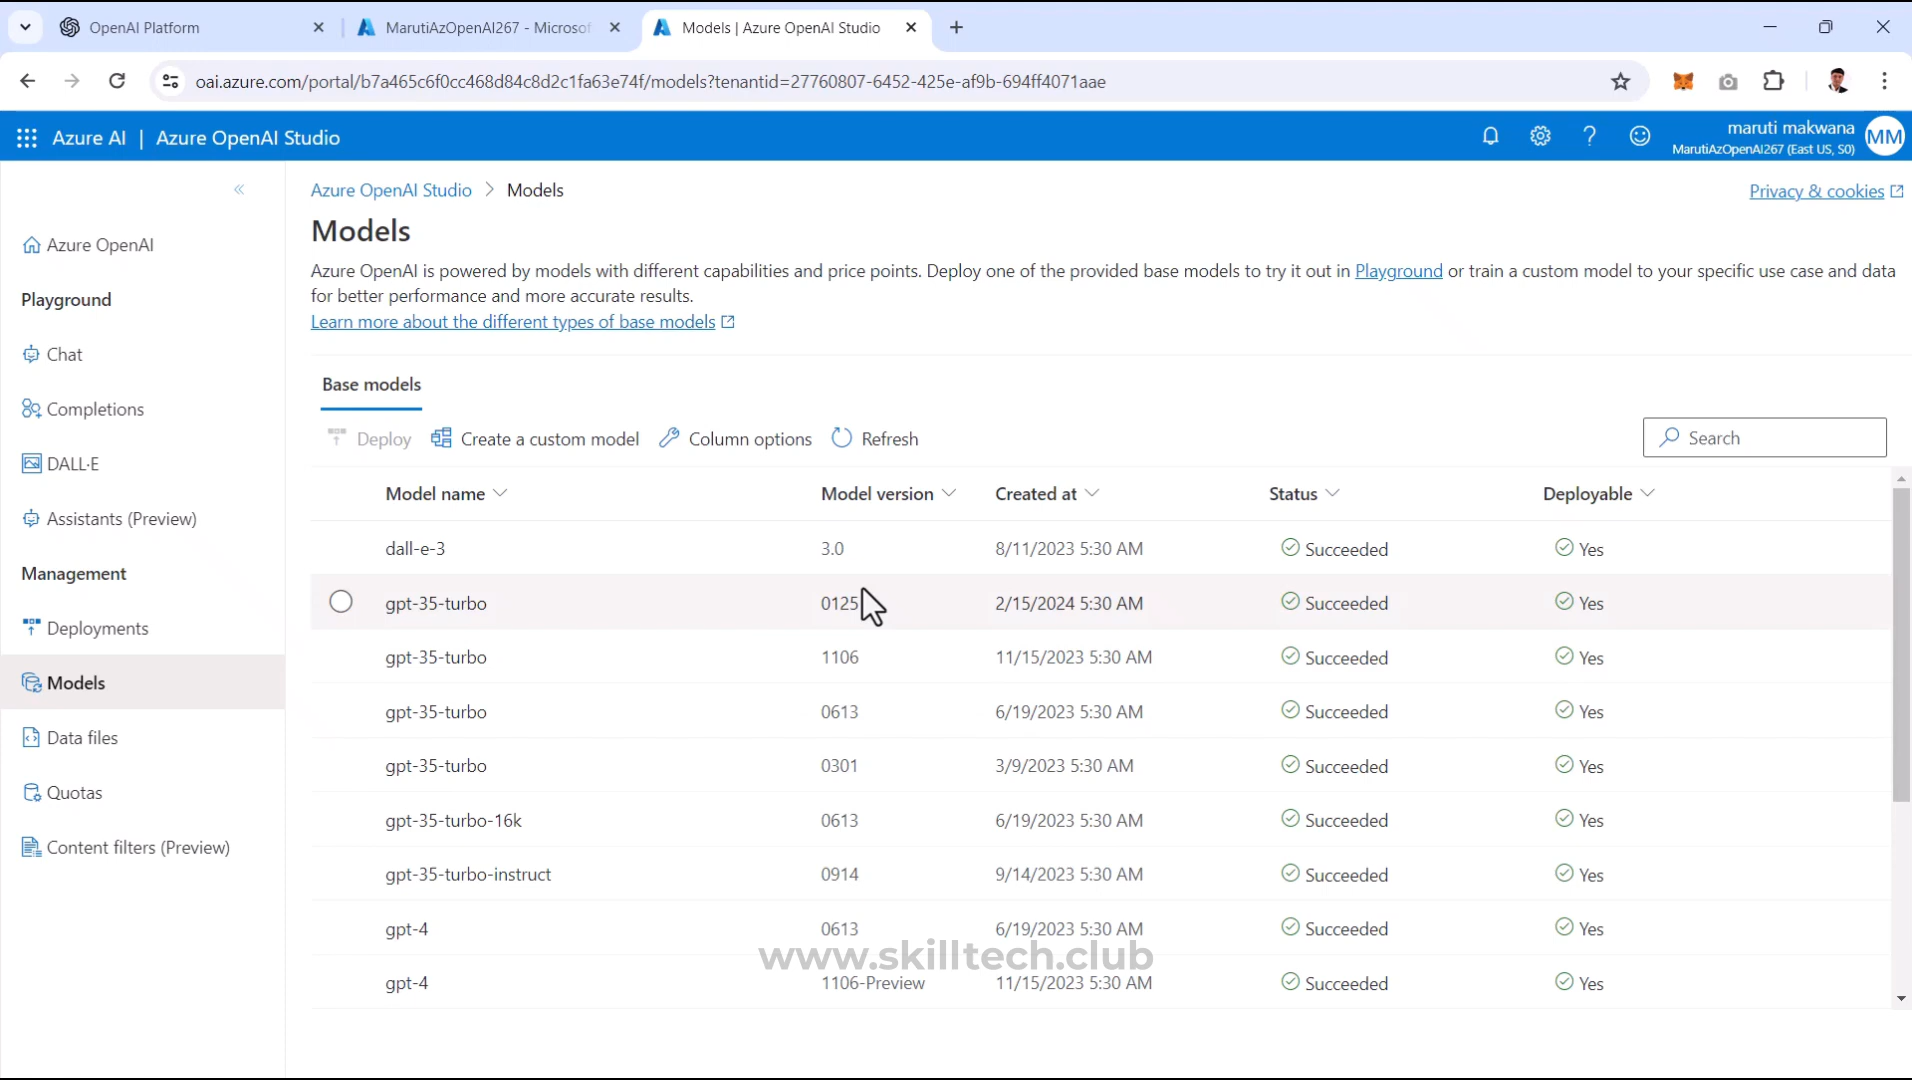 OpenAI Platform
MarutiAzOpenAI267 - Microsof
Models | Azure OpenAI Studio
oai.azure.com/portal/b7a465c6f0cc468d84c8d2c1fa63e74f/models?tenantid=27760807-6452-425e-af9b-694ff4071aae
Azure AI | Azure OpenAI Studio
maruti makwana
MarutiAzOpenAI267 (East US, S0)
MM
Azure OpenAI
Playground
Chat
Completions
DALL·E
Assistants (Preview)
Management
Deployments
Models
Data files
Quotas
Content filters (Preview)
Azure OpenAI Studio > Models
Privacy & cookies
Models
Azure OpenAI is powered by models with different capabilities and price points. Deploy one of the provided base models to try it out in Playground or train a custom model to your specific use case and data
for better performance and more accurate results.
Learn more about the different types of base models
Base models
Deploy Create a custom model Column options Refresh Search
Model name Model version Created at Status Deployable
dall-e-3 3.0 8/11/2023 5:30 AM Succeeded Yes
gpt-35-turbo 0125 2/15/2024 5:30 AM Succeeded Yes
gpt-35-turbo 1106 11/15/2023 5:30 AM Succeeded Yes
gpt-35-turbo 0613 6/19/2023 5:30 AM Succeeded Yes
gpt-35-turbo 0301 3/9/2023 5:30 AM Succeeded Yes
gpt-35-turbo-16k 0613 6/19/2023 5:30 AM Succeeded Yes
gpt-35-turbo-instruct 0914 9/14/2023 5:30 AM Succeeded Yes
gpt-4 0613 6/19/2023 5:30 AM Succeeded Yes
www.skilltech.club
gpt-4 1106-Preview 11/15/2023 5:30 AM Succeeded Yes